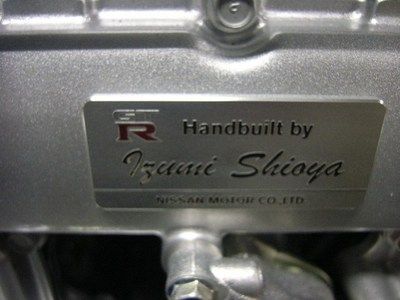 GT
R Handbuilt by
Izumi Shioya
NISSAN MOTOR CO.,LTD.